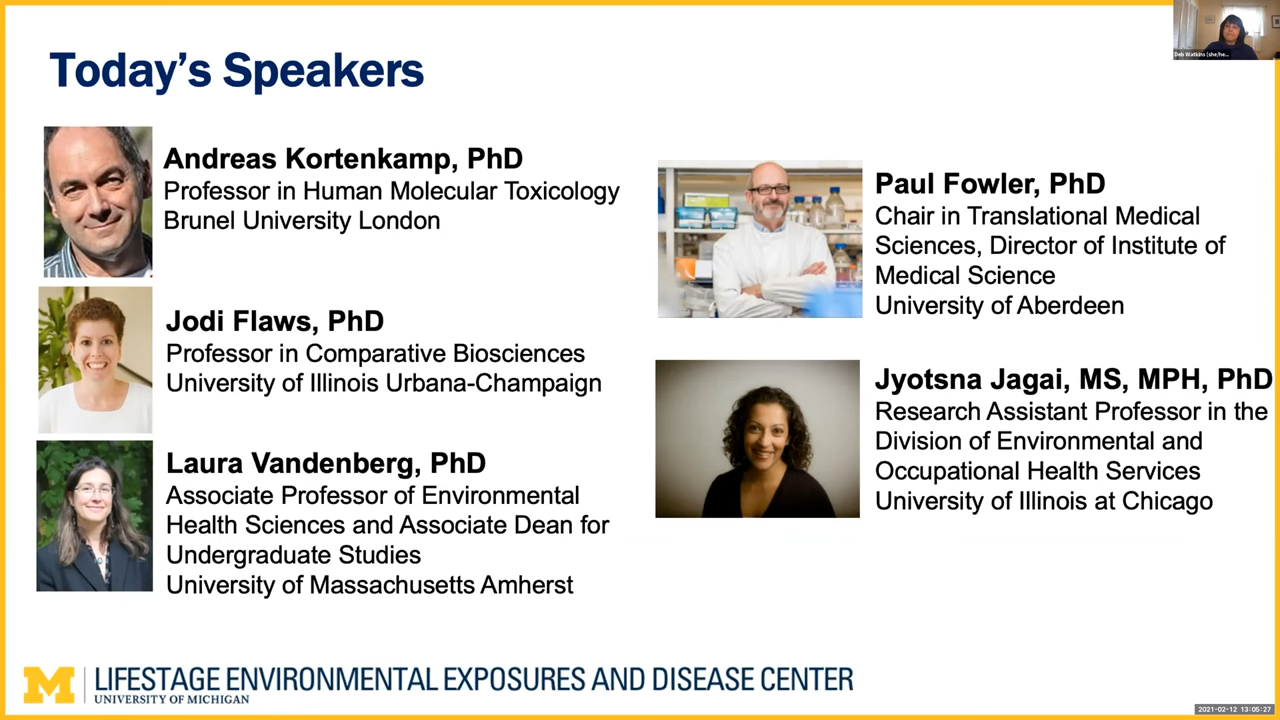 Today's Speakers
Deb Watkins (she/he...
Andreas Kortenkamp, PhD
Professor in Human Molecular Toxicology
Brunel University London
Jodi Flaws, PhD
Professor in Comparative Biosciences
University of Illinois Urbana-Champaign
Laura Vandenberg, PhD
Associate Professor of Environmental
Health Sciences and Associate Dean for
Undergraduate Studies
University of Massachusetts Amherst
Paul Fowler, PhD
Chair in Translational Medical
Sciences, Director of Institute of
Medical Science
University of Aberdeen
Jyotsna Jagai, MS, MPH, PhD
Research Assistant Professor in the
Division of Environmental and
Occupational Health Services
University of Illinois at Chicago
M
LIFESTAGE ENVIRONMENTAL EXPOSURES AND DISEASE CENTER
UNIVERSITY OF MICHIGAN
2021-02-12 13:05:27